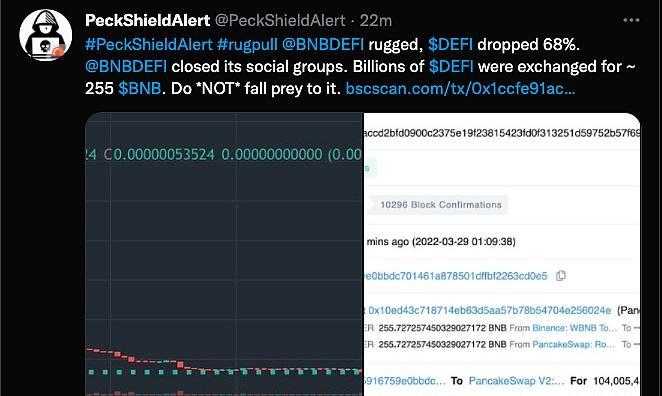 PeckShieldAlert @PeckShieldAlert · 22m
#PeckShieldAlert #rugpull @BNBDEFI rugged, $DEFI dropped 68%.
@BNBDEFI closed its social groups. Billions of $DEFI were exchanged for ~
255 $BNB. Do *NOT* fall prey to it. bscscan.com/tx/0x1ccfe91ac...
24 C0.00000053524 0.00000000000 (0.00
accd2bfd0900c2375e19f23815423fd0f313251d59752b57f69
s
10296 Block Confirmations
mins ago (2022-03-29 01:09:38)
e0bbdc701461a878501dffbf2263cd0e5
0x10ed43c718714eb63d5aa57b78b54704e256024e (Pan
ER 255.727257450329027172 BNB From Binance: WBNB To... To
ER 255.727257450329027172 BNB From PancakeSwap: Ro... To
5916759e0bbdc... To PancakeSwap V2:... For 104,005,4